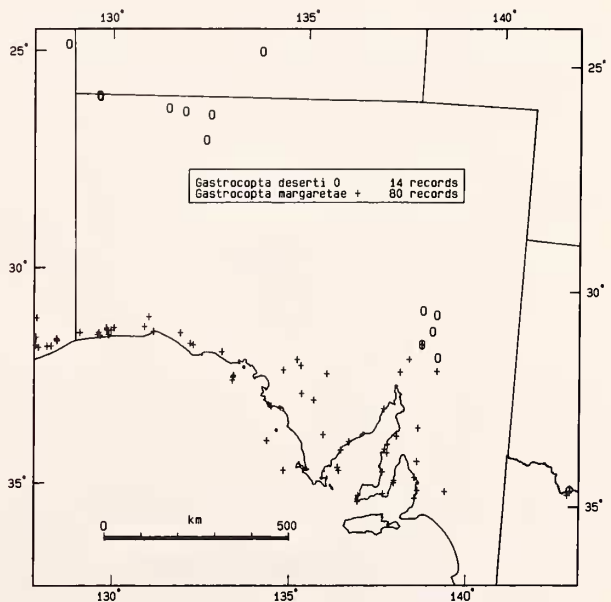 130° 135° 140°
25° 25°
Gastrocopta deserti O 14 records
Gastrocopta margaretae + 80 records
30° 30°
35° 35°
0 km 500
130° 135° 140°